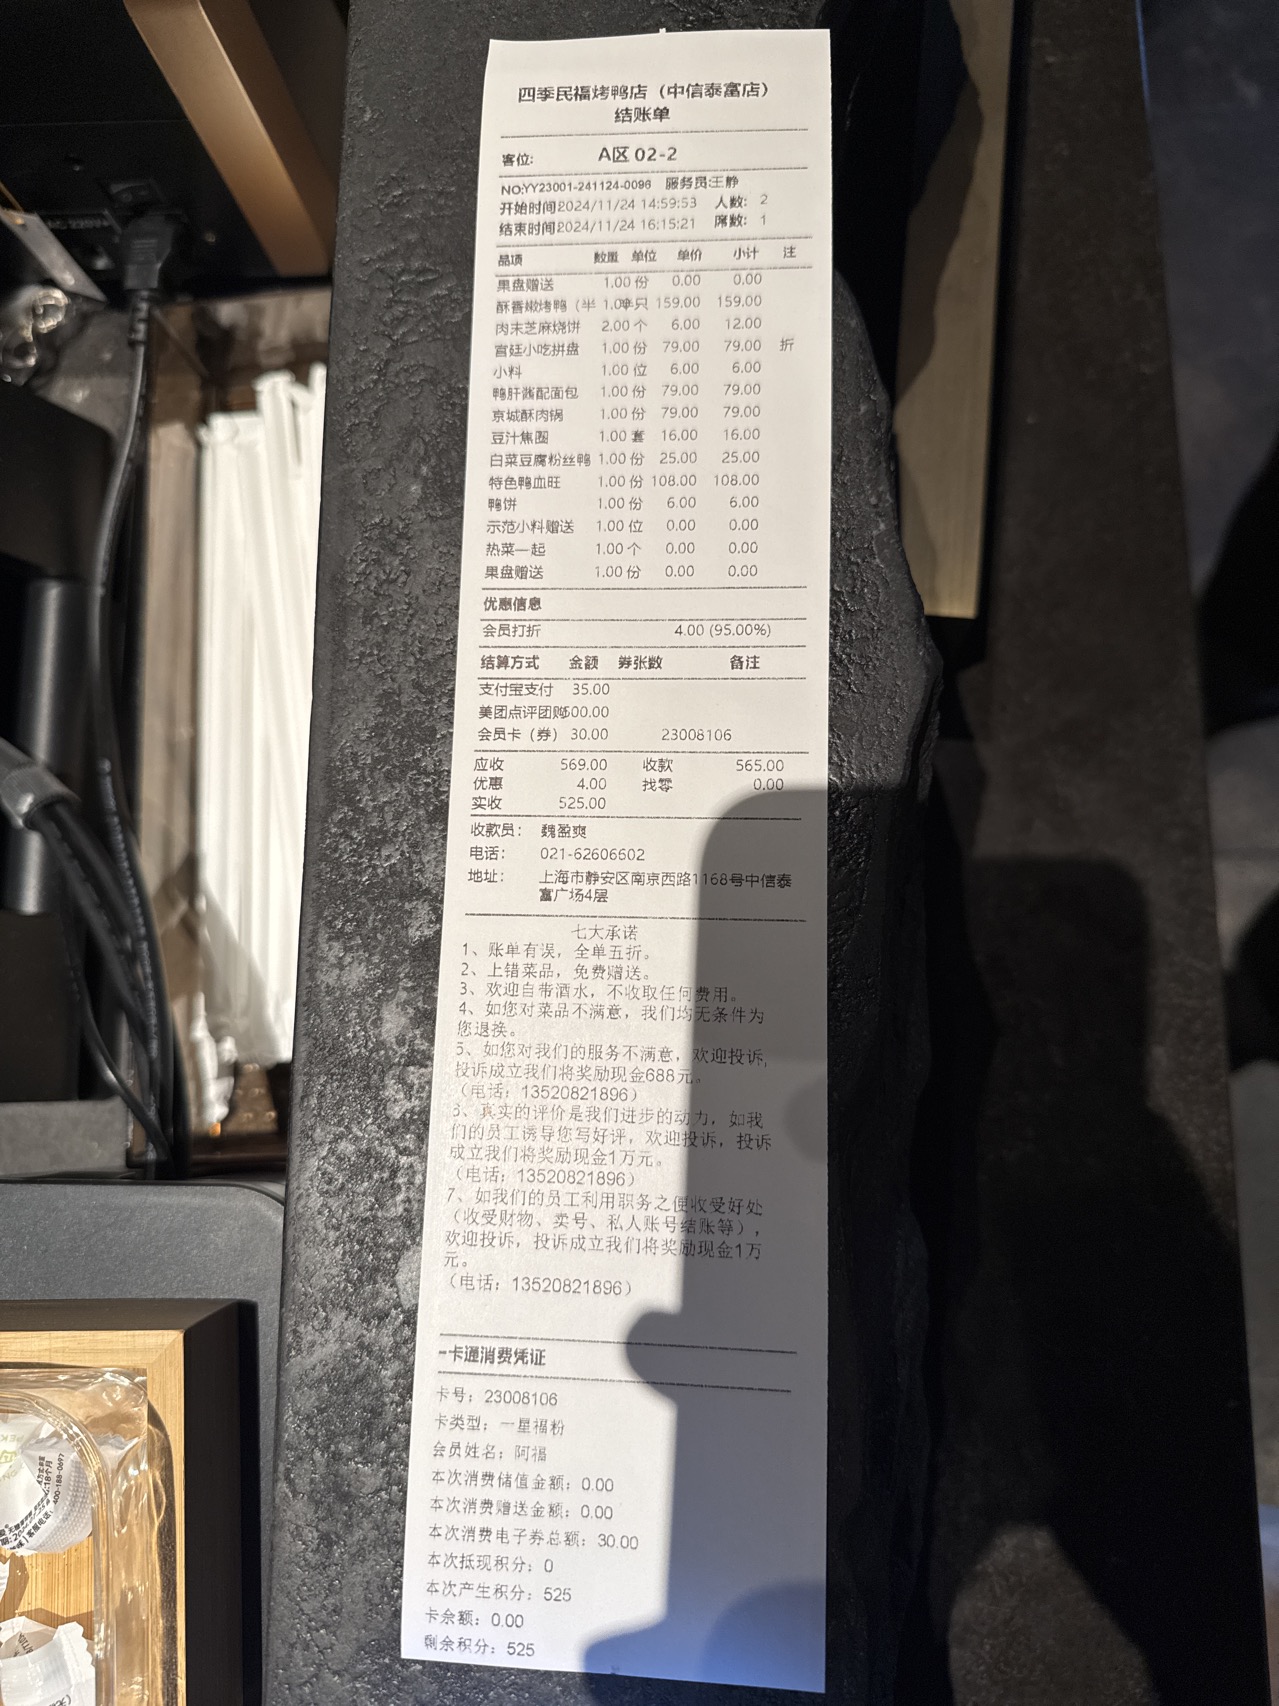 四季民福烤鸭店（中信泰富店）
结账单
客位: A区 02-2
NO:YY23001-241124-0096 服务员:王静
开始时间2024/11/24 14:59:53 人数: 2
结束时间2024/11/24 16:15:21 席数: 1
品项 数量 单位 单价 小计 注
果盘赠送 1.00 份 0.00 0.00
酥香嫩烤鸭（半 1.00 半只 159.00 159.00
肉末芝麻烧饼 2.00 个 6.00 12.00
宫廷小吃拼盘 1.00 份 79.00 79.00 折
小料 1.00 位 6.00 6.00
鸭肝酱配面包 1.00 份 79.00 79.00
京城酥肉锅 1.00 份 79.00 79.00
豆汁焦圈 1.00 套 16.00 16.00
白菜豆腐粉丝鸭 1.00 份 25.00 25.00
特色鸭血旺 1.00 份 108.00 108.00
鸭饼 1.00 份 6.00 6.00
示范小料赠送 1.00 位 0.00 0.00
热菜一起 1.00 个 0.00 0.00
果盘赠送 1.00 份 0.00 0.00
优惠信息
会员打折 4.00 (95.00%)
结算方式 金额 券张数 备注
支付宝支付 35.00
美团点评团购500.00
会员卡（券） 30.00 23008106
应收 569.00 收款 565.00
优惠 4.00 找零 0.00
实收 525.00
收款员: 魏盈爽
电话: 021-62606602
地址: 上海市静安区南京西路1168号中信泰
富广场4层
七大承诺
1、账单有误，全单五折。
2、上错菜品，免费赠送。
3、欢迎自带酒水，不收取任何费用。
4、如您对菜品不满意，我们均无条件为
您退换。
5、如您对我们的服务不满意，欢迎投诉,
投诉成立我们将奖励现金688元。
（电话：13520821896）
6、真实的评价是我们进步的动力，如我
们的员工诱导您写好评，欢迎投诉，投诉
成立我们将奖励现金1万元。
（电话：13520821896）
7、如我们的员工利用职务之便收受好处
（收受财物、卖号、私人账号结账等），
欢迎投诉，投诉成立我们将奖励现金1万
元。
（电话：13520821896）
一卡通消费凭证
卡号：23008106
卡类型：一星福粉
会员姓名：阿福
本次消费储值金额：0.00
本次消费赠送金额：0.00
本次消费电子券总额：30.00
本次抵现积分：0
本次产生积分：525
卡余额：0.00
剩余积分：525